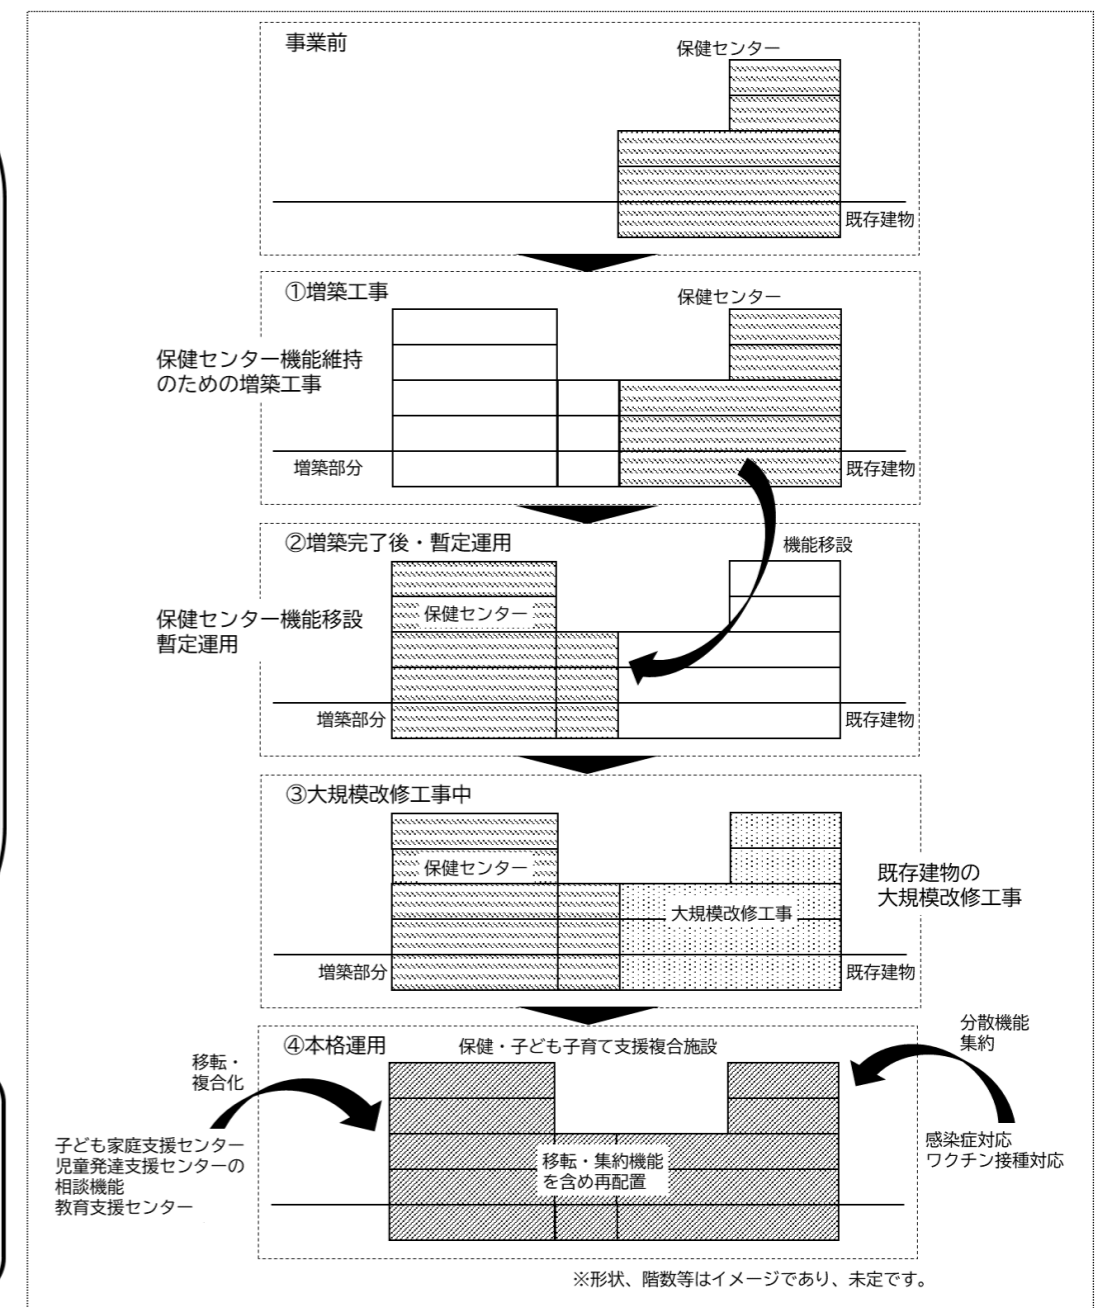 事業前
保健センター
既存建物
①増築工事
保健センター
保健センター機能維持
のための増築工事
増築部分
既存建物
②増築完了後・暫定運用
機能移設
保健センター
保健センター機能移設
暫定運用
増築部分
既存建物
③大規模改修工事中
保健センター
既存建物の
大規模改修工事
大規模改修工事
増築部分
既存建物
④本格運用
保健・子ども子育て支援複合施設
分散機能
集約
移転・
複合化
子ども家庭支援センター
児童発達支援センターの
相談機能
教育支援センター
移転・集約機能
を含め再配置
感染症対応
ワクチン接種対応
※形状、階数等はイメージであり、未定です。